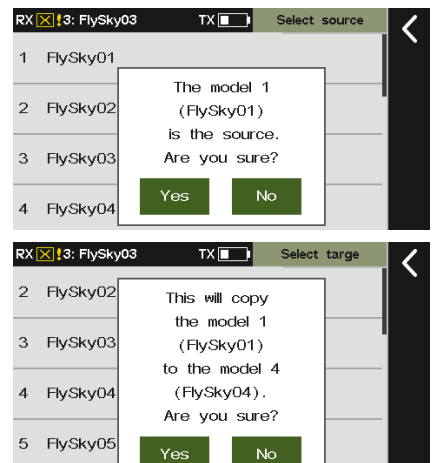 RX !3: FlySky03 TX Select source
1 FlySky01
2 FlySky02
3 FlySky03
4 FlySky04
The model 1
(FlySky01)
is the source.
Are you sure?
Yes No
RX !3: FlySky03 TX Select targe
2 FlySky02
3 FlySky03
4 FlySky04
5 FlySky05
This will copy
the model 1
(FlySky01)
to the model 4
(FlySky04).
Are you sure?
Yes No